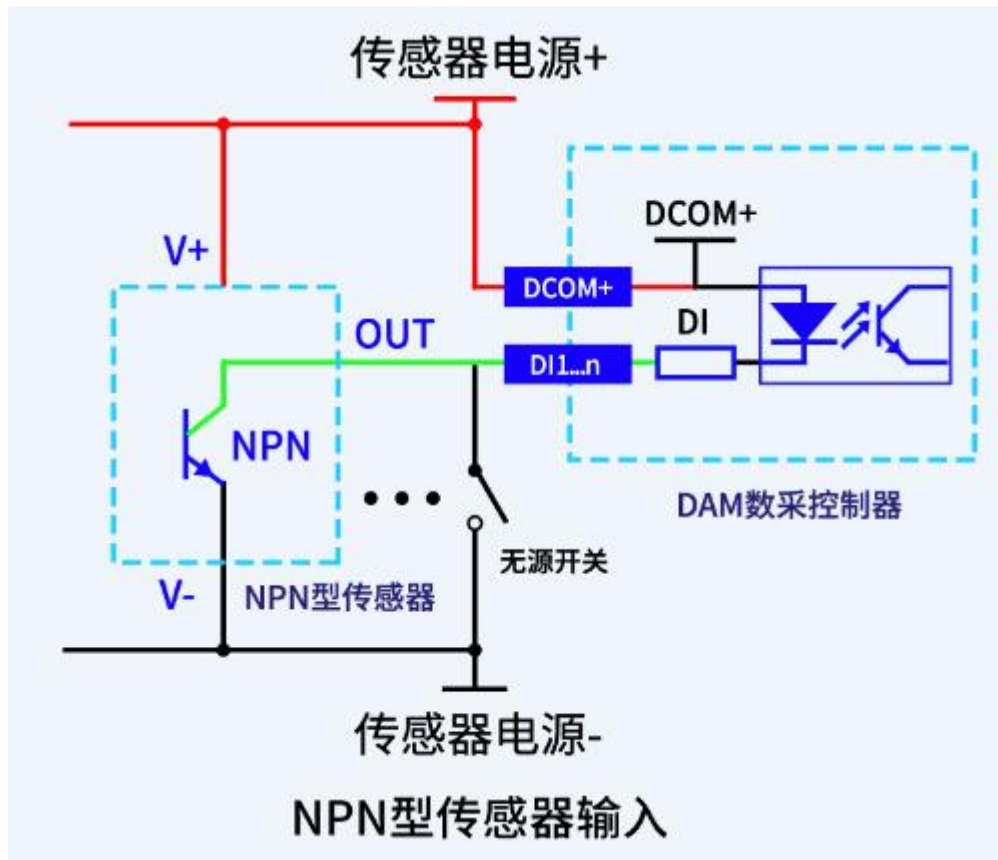 传感器电源+
DCOM+
V+
DCOM+
DI
OUT
DI1...n
NPN
DAM数采控制器
无源开关
V-
NPN型传感器
传感器电源-
NPN型传感器输入